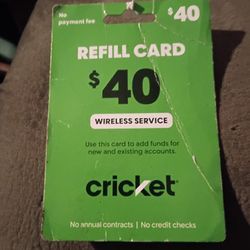 No
payment fee
$40
REFILL CARD
$40
WIRELESS SERVICE
Use this card to add funds for
new and existing accounts.
cricket
No annual contracts | No credit checks